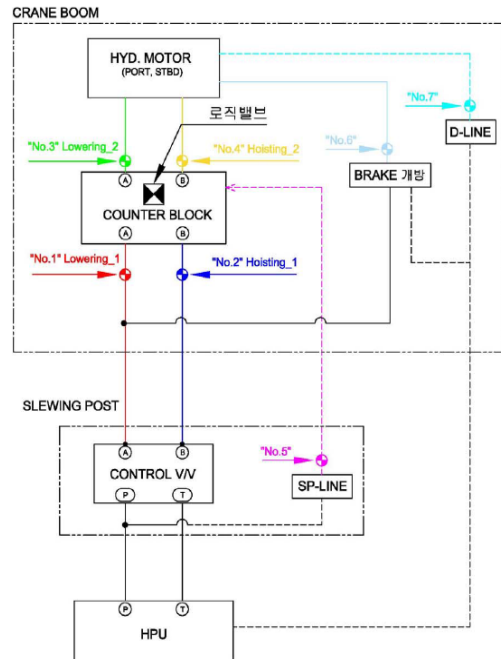 CRANE BOOM
HYD. MOTOR
(PORT, STBD)
"No.7"
로직밸브
"No.3" Lowering_2
"No.4" Hoisting_2
"No.6"
D-LINE
A
B
BRAKE 개방
COUNTER BLOCK
A
B
"No.1" Lowering_1
"No.2" Hoisting_1
SLEWING POST
A
B
"No.5"
CONTROL V/V
SP-LINE
P
T
P
T
HPU